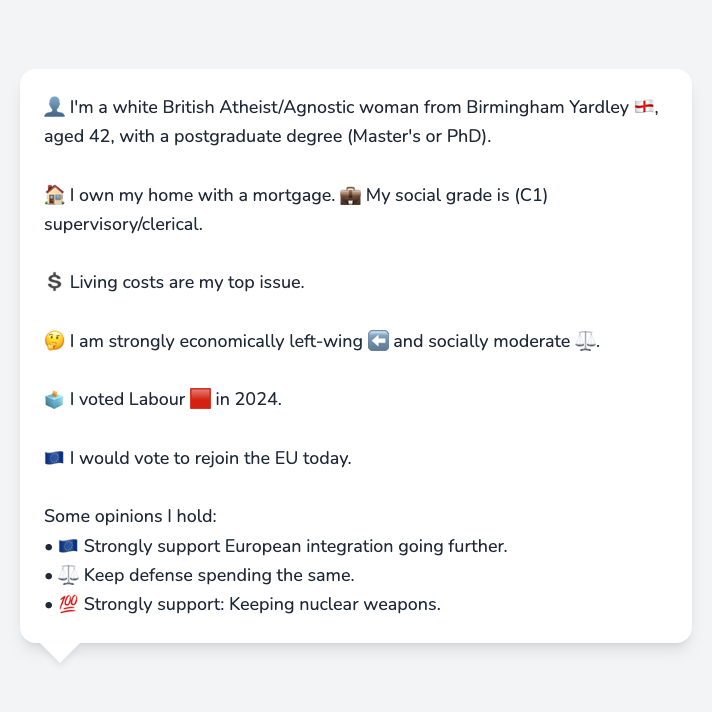 👤 I'm a white British Atheist/Agnostic woman from Birmingham Yardley 🏴󠁧󠁢󠁥󠁮󠁧󠁿,
aged 42, with a postgraduate degree (Master's or PhD).
🏠 I own my home with a mortgage. 💼 My social grade is (C1)
supervisory/clerical.
💲 Living costs are my top issue.
🤔 I am strongly economically left-wing ⬅️ and socially moderate ⚖️.
🗳️ I voted Labour 🟥 in 2024.
🇪🇺 I would vote to rejoin the EU today.
Some opinions I hold:
• 🇪🇺 Strongly support European integration going further.
• ⚖️ Keep defense spending the same.
• 💯 Strongly support: Keeping nuclear weapons.